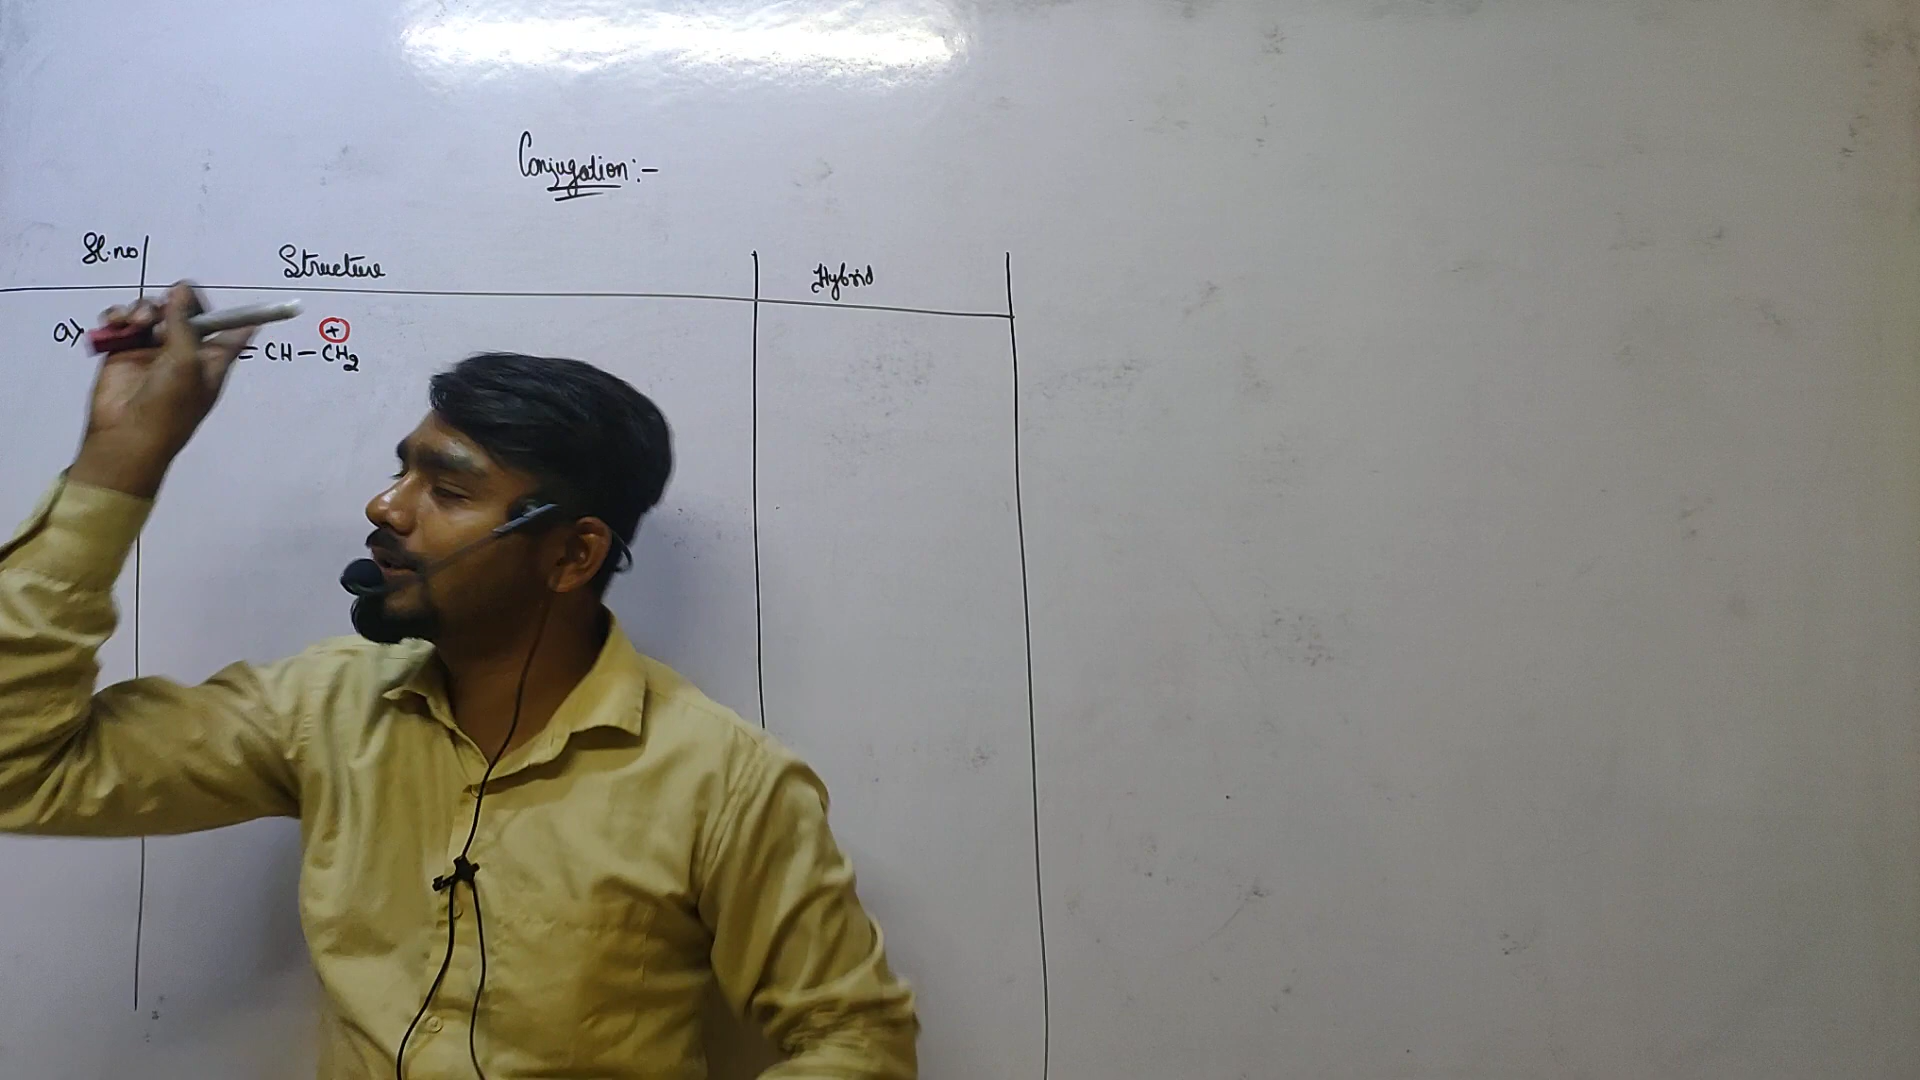 Conjugation:-
Sl.no Structure Hybrid
a) = CH – CH₂
⊕